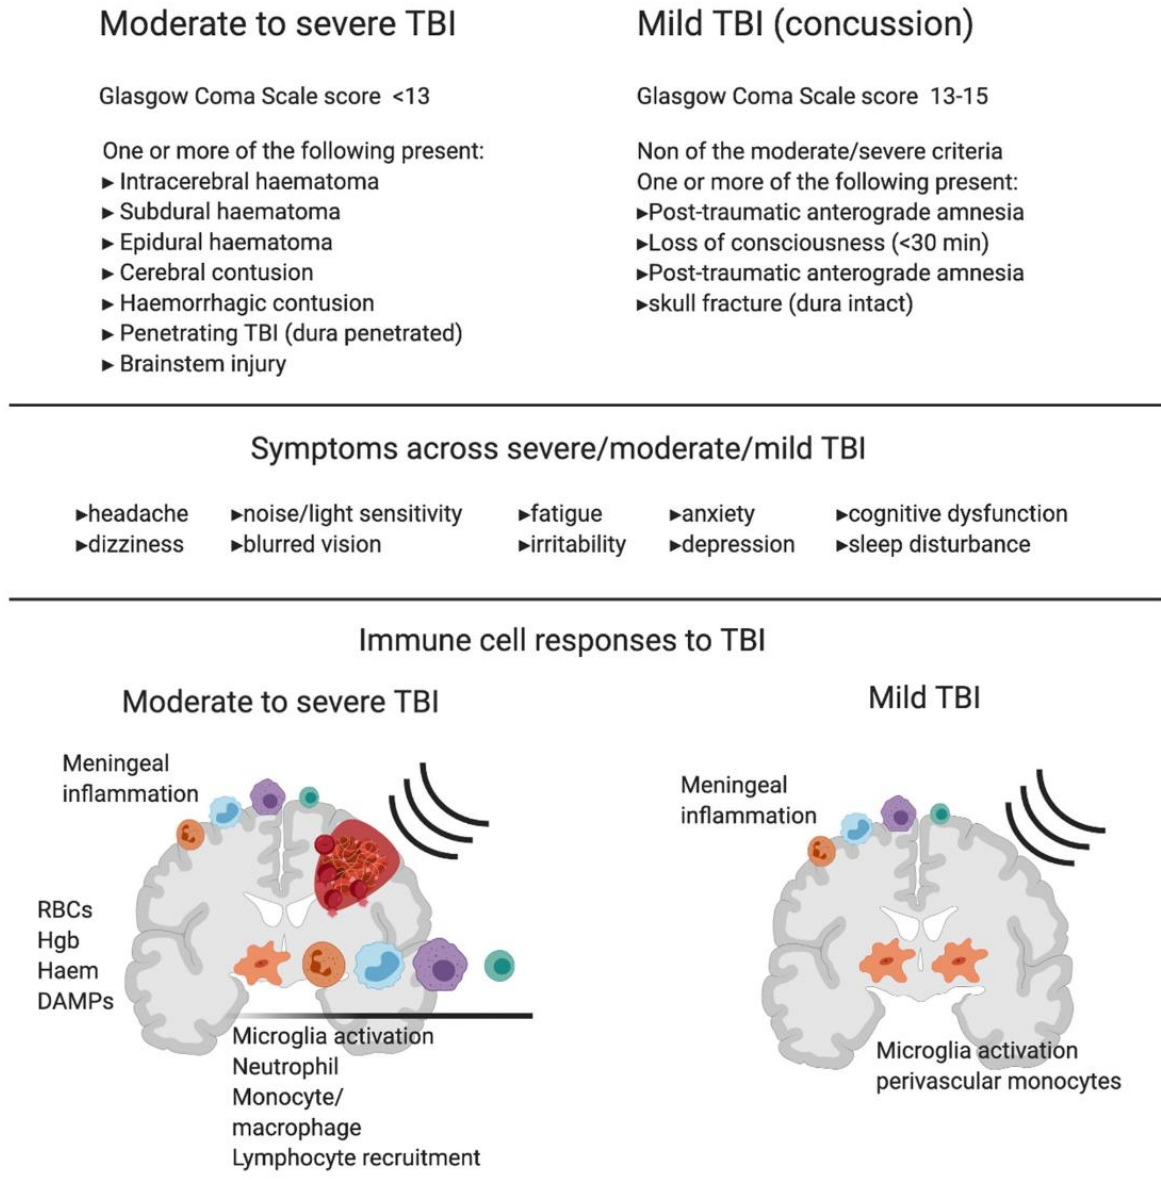 Moderate to severe TBI
Glasgow Coma Scale score <13
One or more of the following present:
▸ Intracerebral haematoma
▸ Subdural haematoma
▸ Epidural haematoma
▸ Cerebral contusion
▸ Haemorrhagic contusion
▸ Penetrating TBI (dura penetrated)
▸ Brainstem injury
Mild TBI (concussion)
Glasgow Coma Scale score 13-15
Non of the moderate/severe criteria
One or more of the following present:
▸Post-traumatic anterograde amnesia
▸Loss of consciousness (<30 min)
▸Post-traumatic anterograde amnesia
▸skull fracture (dura intact)
Symptoms across severe/moderate/mild TBI
▸headache ▸noise/light sensitivity ▸fatigue ▸anxiety ▸cognitive dysfunction
▸dizziness ▸blurred vision ▸irritability ▸depression ▸sleep disturbance
Immune cell responses to TBI
Moderate to severe TBI
Meningeal
inflammation
RBCs
Hgb
Haem
DAMPs
Microglia activation
Neutrophil
Monocyte/
macrophage
Lymphocyte recruitment
Mild TBI
Meningeal
inflammation
Microglia activation
perivascular monocytes